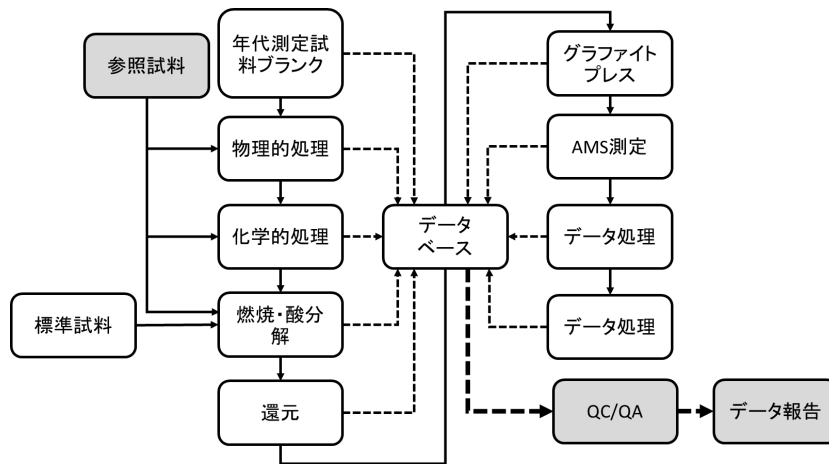 年代測定試
料ブランク
参照試料
物理的処理
化学的処理
標準試料
燃焼・酸分
解
還元
データ
ベース
グラファイト
プレス
AMS測定
データ処理
データ処理
QC/QA
データ報告